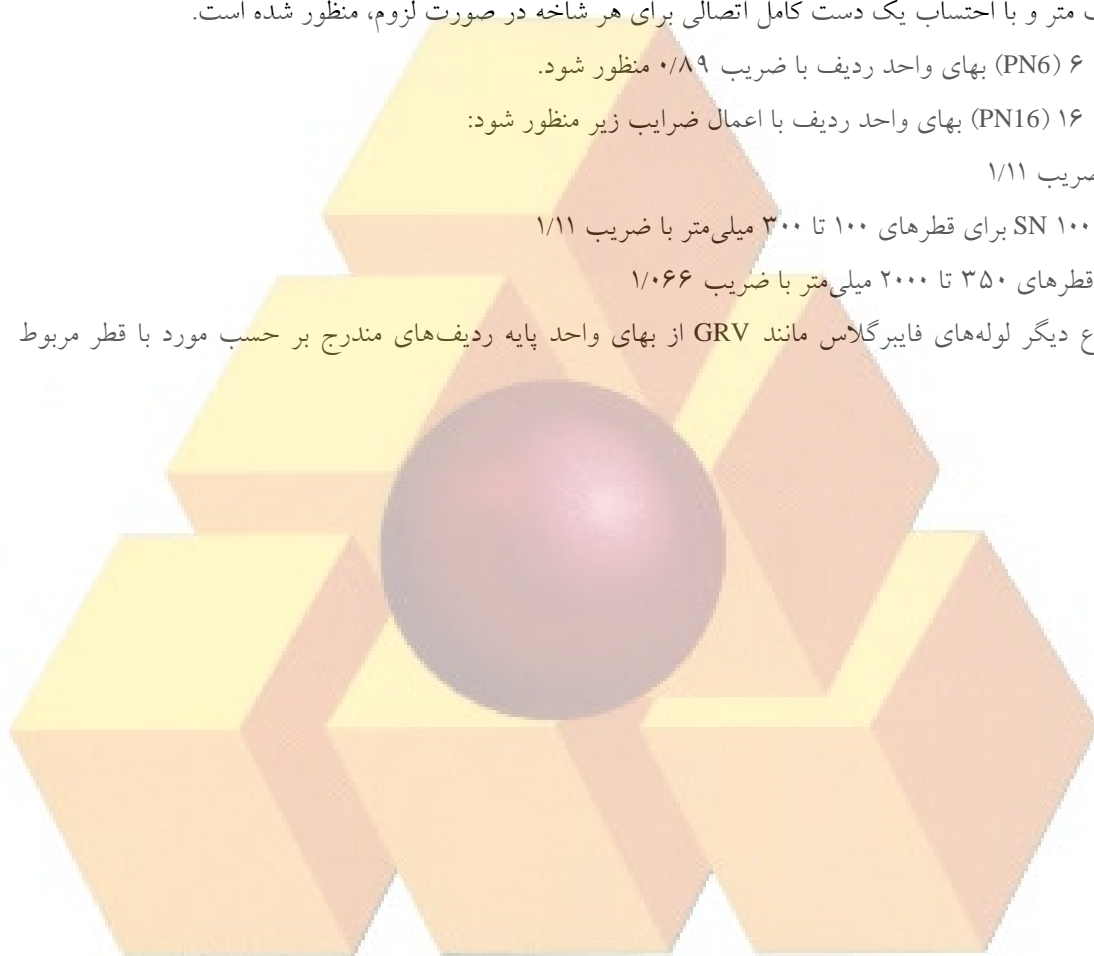 متر و با احتساب یک دست کامل اتصالی برای هر شاخه در صورت لزوم، منظور شده است.
۶ (PN6) بهای واحد ردیف با ضریب ۰/۸۹ منظور شود.
۱۶ (PN16) بهای واحد ردیف با اعمال ضرایب زیر منظور شود:
ضریب ۱/۱۱
SN ۱۰۰۰۰ برای قطرهای ۱۰۰ تا ۳۰۰ میلی‌متر با ضریب ۱/۱۱
قطرهای ۳۵۰ تا ۲۰۰۰ میلی‌متر با ضریب ۱/۰۶۶
دیگر لوله‌های فایبرگلاس مانند GRV از بهای واحد پایه ردیف‌های مندرج بر حسب مورد با قطر مربوط